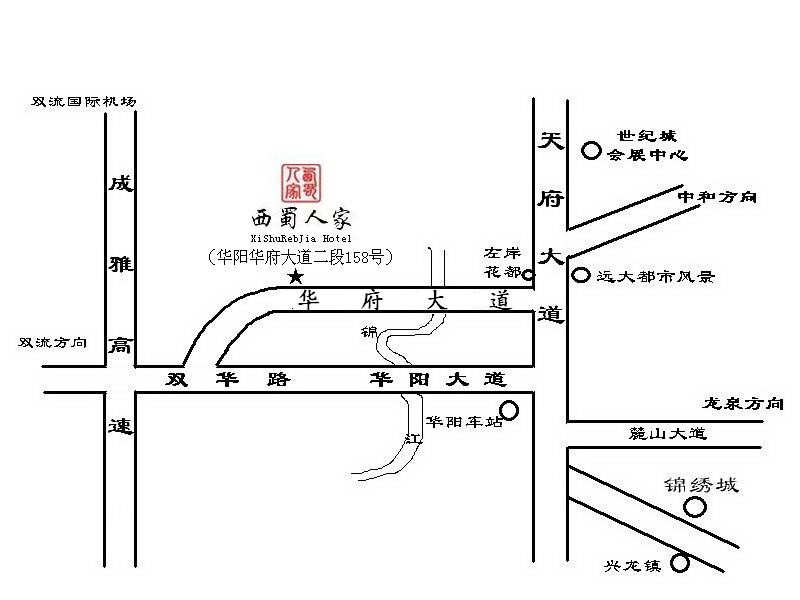 双流国际机场
天府大道
世纪城
会展中心
成雅高速
西蜀人家
西蜀人家
XiShuRebJia Hotel
(华阳华府大道二段158号)
中和方向
左岸
花都
远大都市风景
华府大道
锦江
双流方向
双华路
华阳大道
龙泉方向
华阳车站
麓山大道
锦绣城
兴龙镇